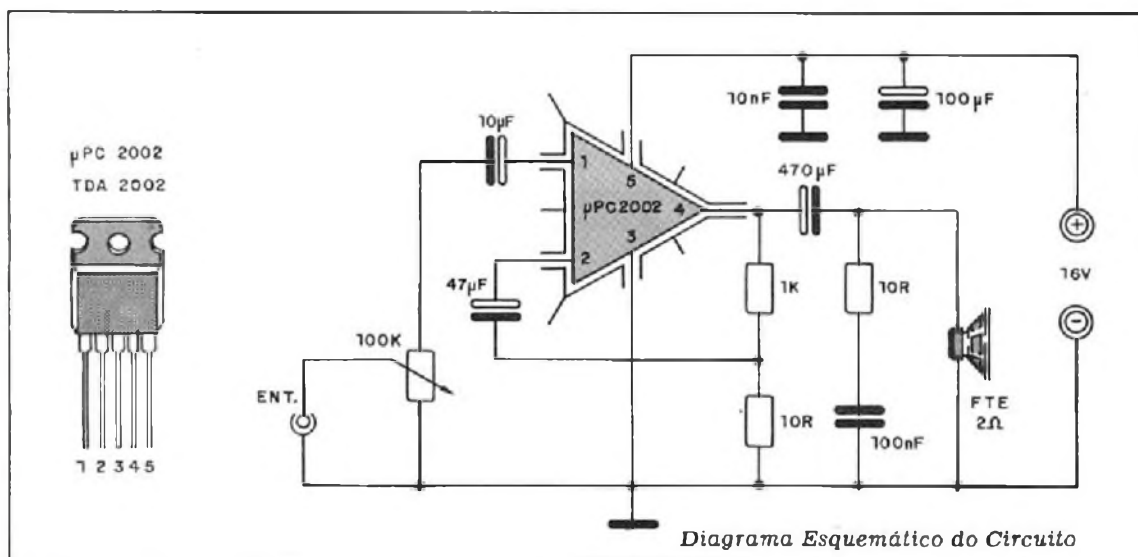 µPC 2002
TDA 2002
1 2 3 4 5
ENT.
100K
47µF
10µF
1
2
µPC2002
5
4
3
10nF
100µF
470µF
1K
10R
10R
100nF
FTE
2Ω
+
16V
−
Diagrama Esquemático do Circuito